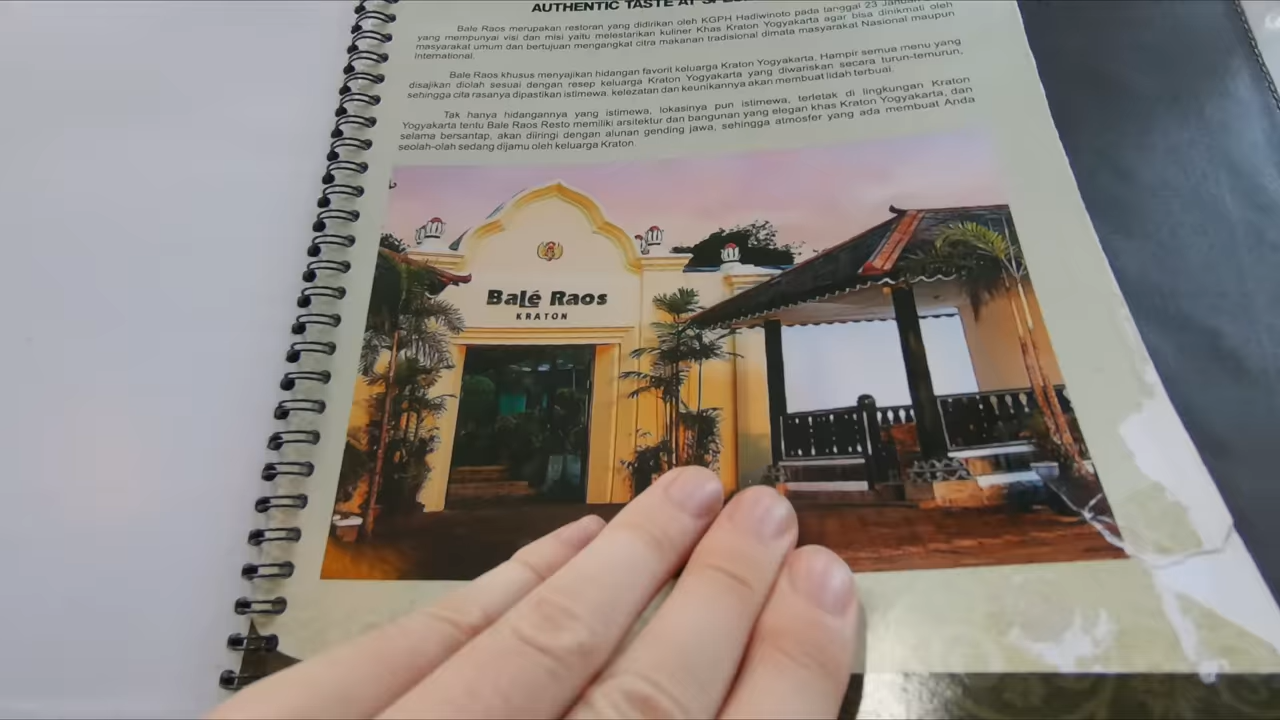 AUTHENTIC TASTE AT
Bale Raos merupakan restoran yang didirikan oleh KGPH Hadiwinoto pada tanggal 23
yang mempunyai visi dan misi yaitu melestarikan kuliner Khas Kraton Yogyakarta agar bisa dinikmati oleh
masyarakat umum dan bertujuan mengangkat citra makanan tradisional dimata masyarakat Nasional maupun
International.
Bale Raos khusus menyajikan hidangan favorit keluarga Kraton Yogyakarta. Hampir semua menu yang
disajikan diolah sesuai dengan resep keluarga Kraton Yogyakarta yang diwariskan secara turun-temurun,
sehingga cita rasanya dipastikan istimewa. kelezatan dan keunikannya akan membuat lidah terbuai.
Tak hanya hidangannya yang istimewa, lokasinya pun istimewa, terletak di lingkungan Kraton
Yogyakarta tentu Bale Raos Resto memiliki arsitektur dan bangunan yang elegan khas Kraton Yogyakarta, dan
selama bersantap, akan diiringi dengan alunan gending jawa, sehingga atmosfer yang ada membuat Anda
seolah-olah sedang dijamu oleh keluarga Kraton.
Balé Raos
KRATON